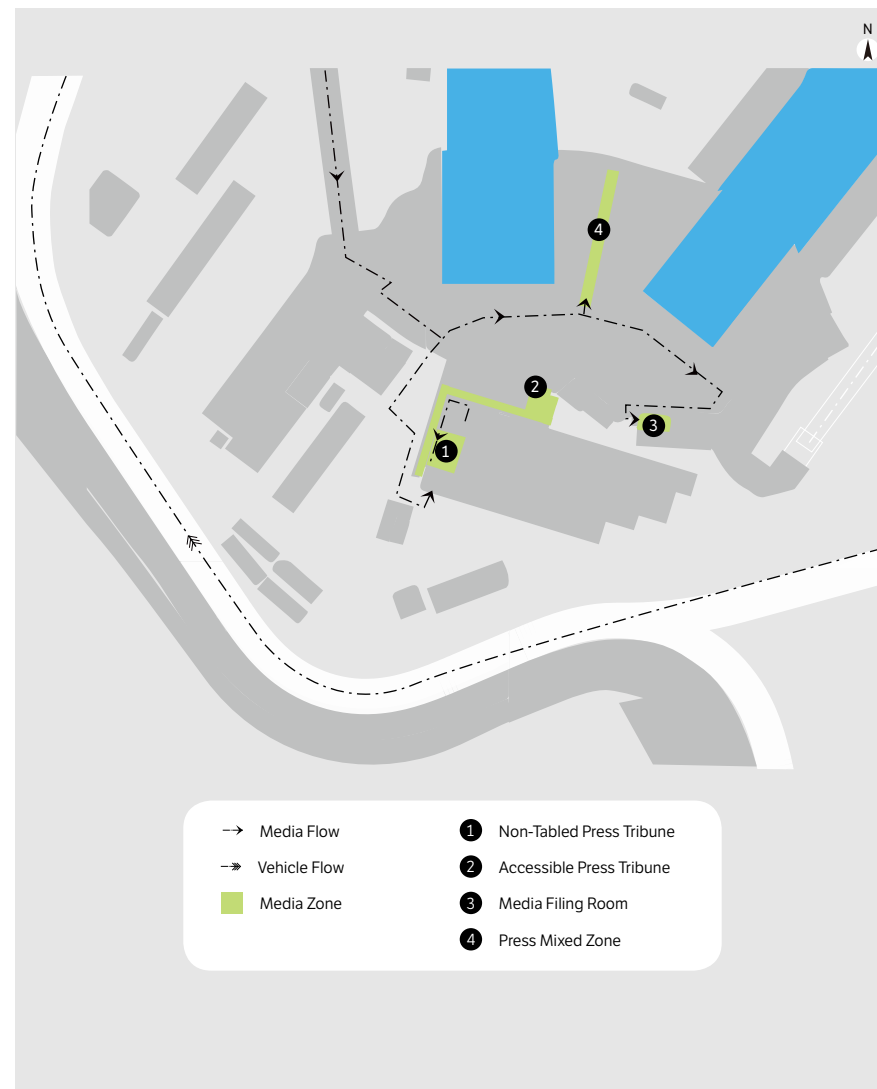 N
4
2
3
1
Media Flow
Vehicle Flow
Media Zone
1 Non-Tabled Press Tribune
2 Accessible Press Tribune
3 Media Filing Room
4 Press Mixed Zone